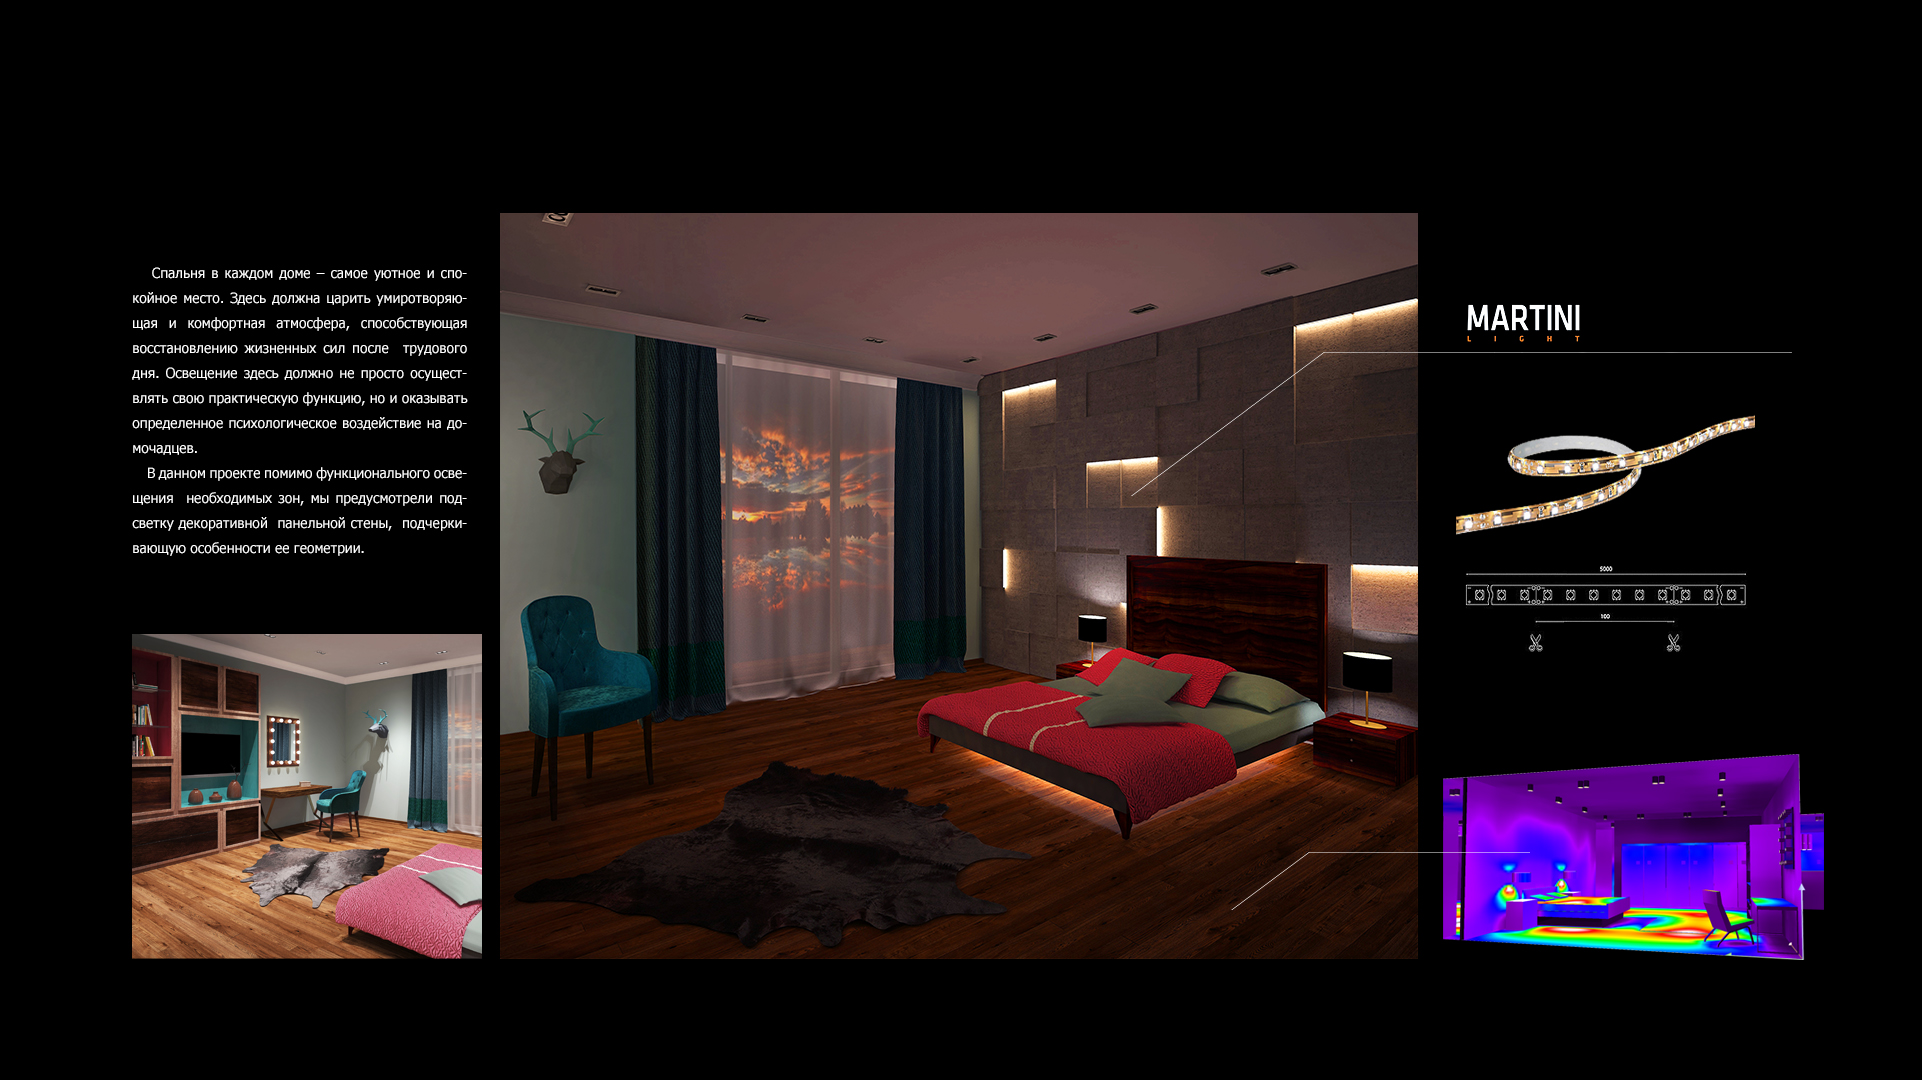 Спальня в каждом доме – самое уютное и спо-
койное место. Здесь должна царить умиротворяю-
щая и комфортная атмосфера, способствующая
восстановлению жизненных сил после трудового
дня. Освещение здесь должно не просто осущест-
влять свою практическую функцию, но и оказывать
определенное психологическое воздействие на до-
мочадцев.
В данном проекте помимо функционального осве-
щения необходимых зон, мы предусмотрели под-
светку декоративной панельной стены, подчерки-
вающую особенности ее геометрии.
MARTINI
LIGHT
5000
100